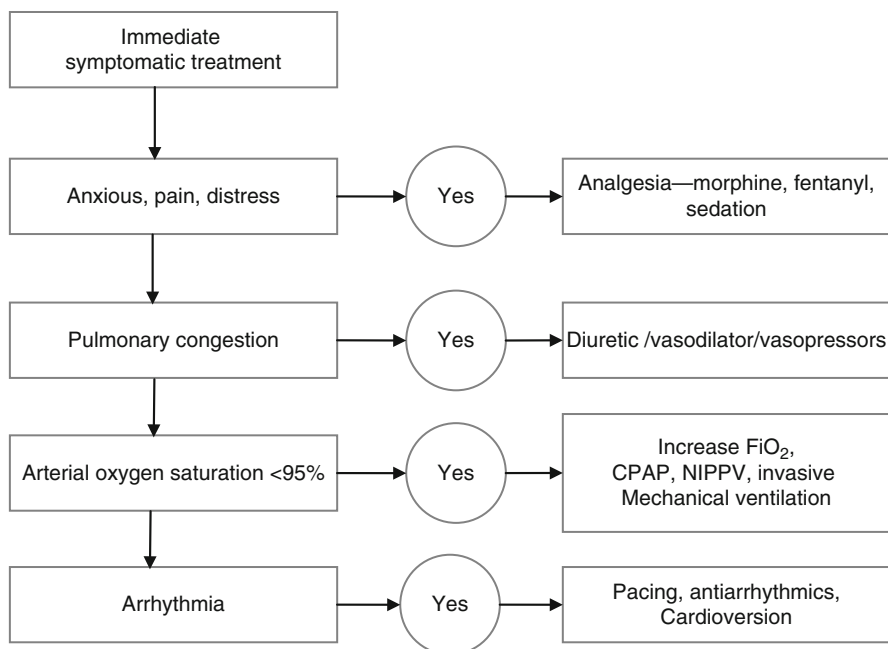 Immediate
symptomatic treatment
Anxious, pain, distress
Yes
Analgesia—morphine, fentanyl,
sedation
Pulmonary congestion
Yes
Diuretic /vasodilator/vasopressors
Arterial oxygen saturation <95%
Yes
Increase FiO₂,
CPAP, NIPPV, invasive
Mechanical ventilation
Arrhythmia
Yes
Pacing, antiarrhythmics,
Cardioversion